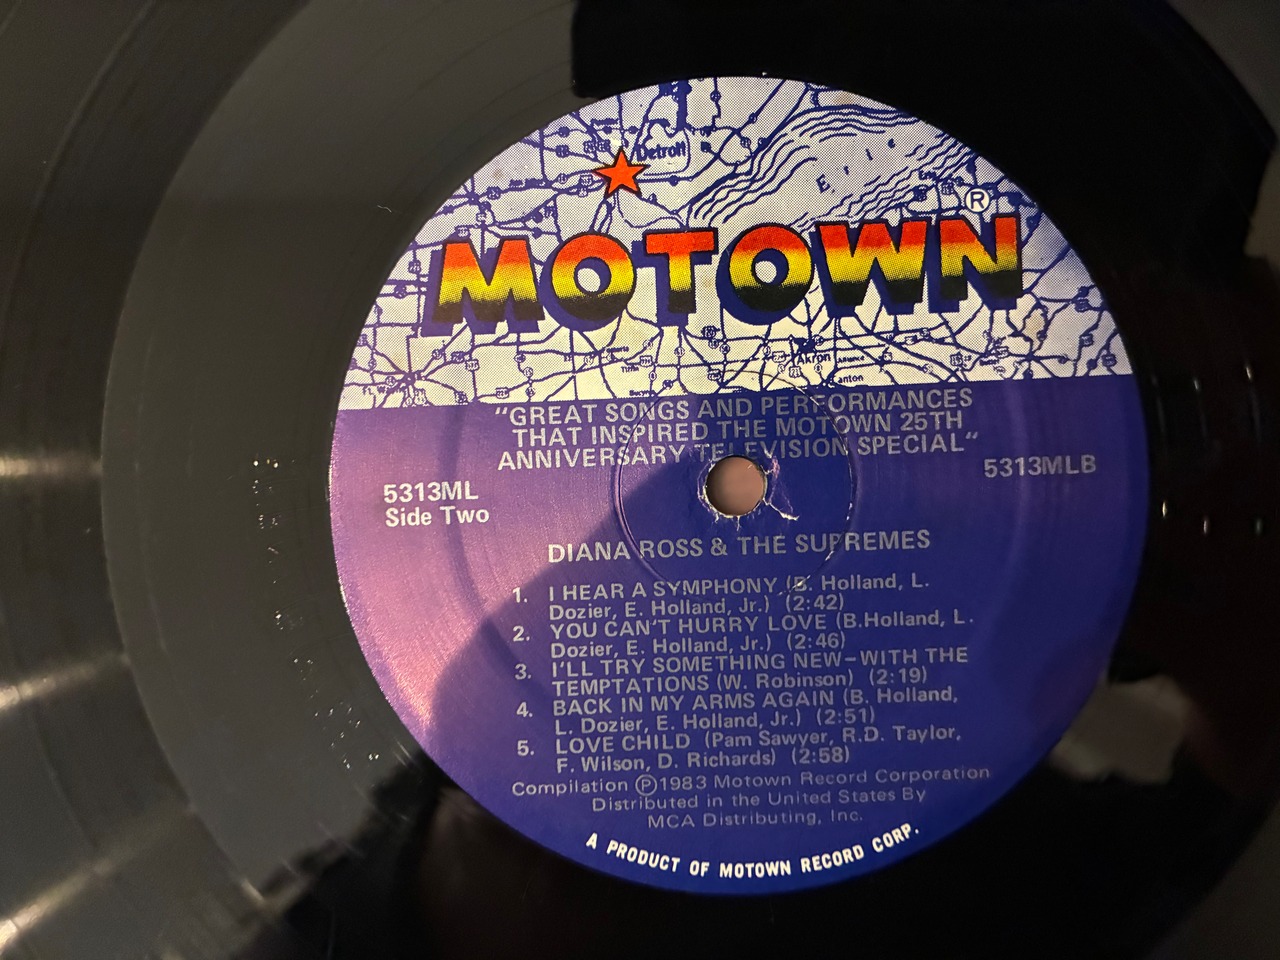 Detroit
Erie
®
MOTOWN
Akron
"GREAT SONGS AND PERFORMANCES
THAT INSPIRED THE MOTOWN 25TH
ANNIVERSARY TELEVISION SPECIAL"
5313ML
Side Two
5313MLB
DIANA ROSS & THE SUPREMES
1. I HEAR A SYMPHONY (B. Holland, L.
Dozier, E. Holland, Jr.) (2:42)
2. YOU CAN'T HURRY LOVE (B.Holland, L.
Dozier, E. Holland, Jr.) (2:46)
3. I'LL TRY SOMETHING NEW–WITH THE
TEMPTATIONS (W. Robinson) (2:19)
4. BACK IN MY ARMS AGAIN (B. Holland,
L. Dozier, E. Holland, Jr.) (2:51)
5. LOVE CHILD (Pam Sawyer, R.D. Taylor,
F. Wilson, D. Richards) (2:58)
Compilation ℗1983 Motown Record Corporation
Distributed in the United States By
MCA Distributing, Inc.
A PRODUCT OF MOTOWN RECORD CORP.